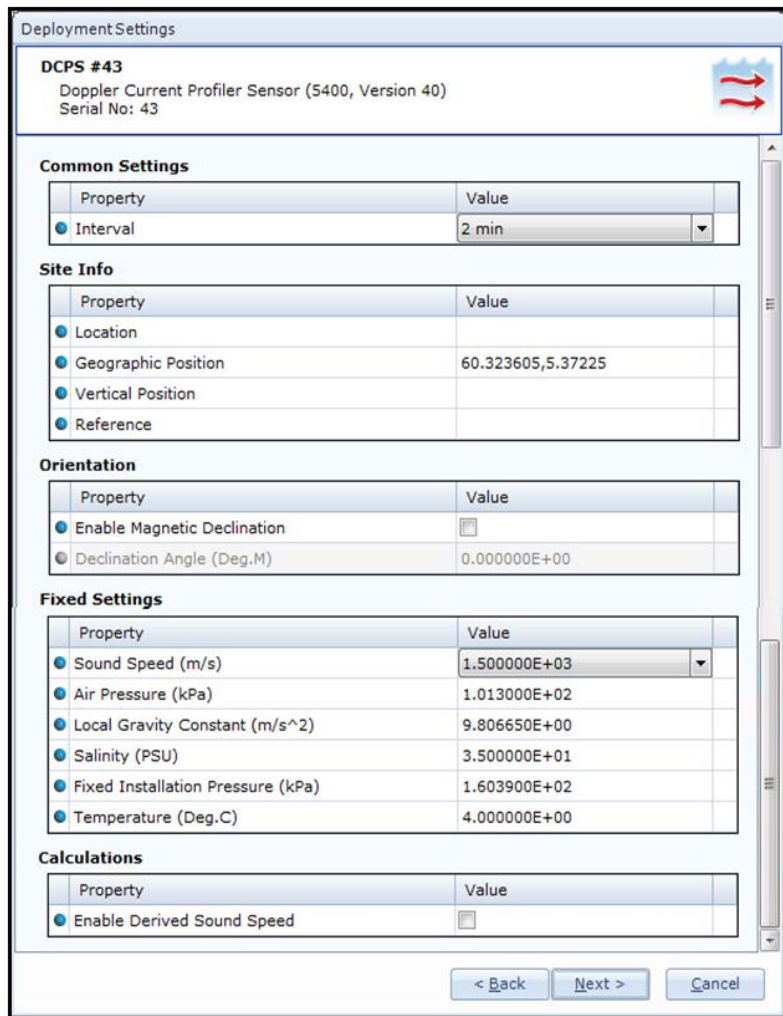 Deployment Settings
DCPS #43
Doppler Current Profiler Sensor (5400, Version 40)
Serial No: 43
Common Settings
Property Value
Interval 2 min
Site Info
Property Value
Location
Geographic Position 60.323605,5.37225
Vertical Position
Reference
Orientation
Property Value
Enable Magnetic Declination
Declination Angle (Deg.M) 0.000000E+00
Fixed Settings
Property Value
Sound Speed (m/s) 1.500000E+03
Air Pressure (kPa) 1.013000E+02
Local Gravity Constant (m/s^2) 9.806650E+00
Salinity (PSU) 3.500000E+01
Fixed Installation Pressure (kPa) 1.603900E+02
Temperature (Deg.C) 4.000000E+00
Calculations
Property Value
Enable Derived Sound Speed
< Back Next > Cancel